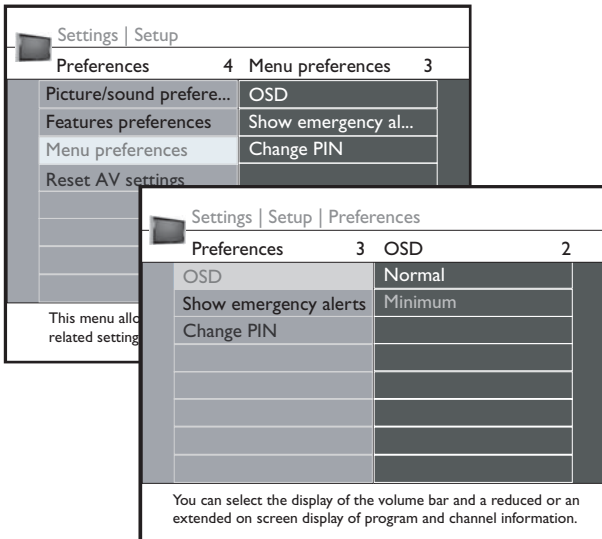 Settings | Setup
Preferences 4 Menu preferences 3
Picture/sound prefere... OSD
Features preferences Show emergency al...
Menu preferences Change PIN
Reset AV settings
This menu allo
related setting
Settings | Setup | Preferences
Preferences 3 OSD 2
OSD Normal
Show emergency alerts Minimum
Change PIN
You can select the display of the volume bar and a reduced or an
extended on screen display of program and channel information.